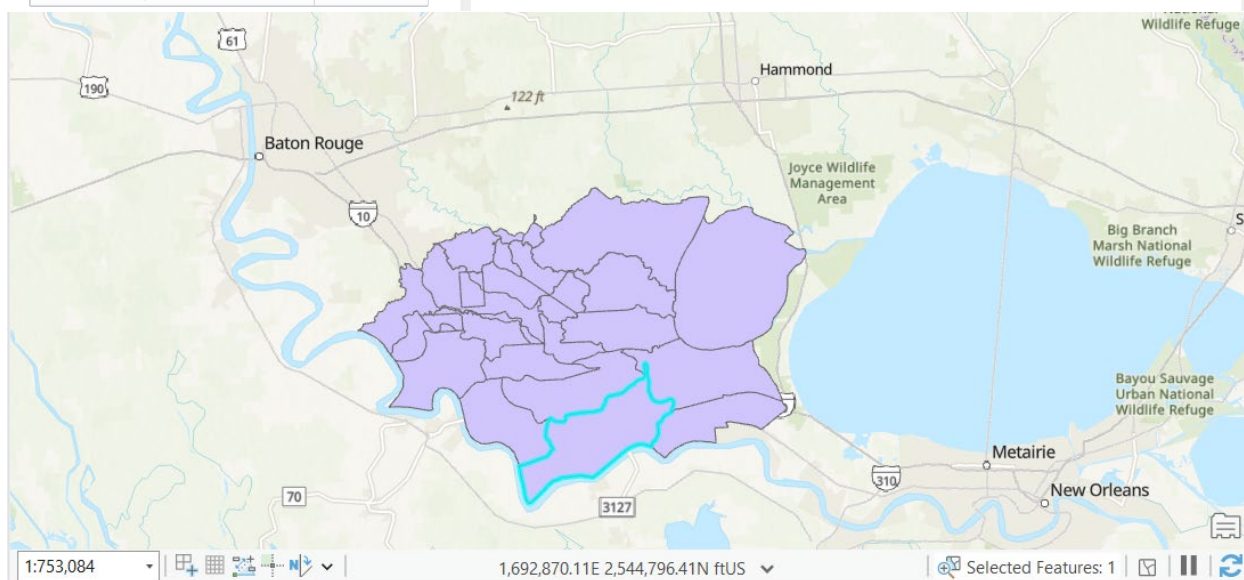 Wildlife Refuge
61
190
Hammond
122 ft
Baton Rouge
Joyce Wildlife
Management
Area
10
Big Branch
Marsh National
Wildlife Refuge
S
Bayou Sauvage
Urban National
Wildlife Refuge
Metairie
310
70
New Orleans
3127
1:753,084
1,692,870.11E 2,544,796.41N ftUS
Selected Features: 1